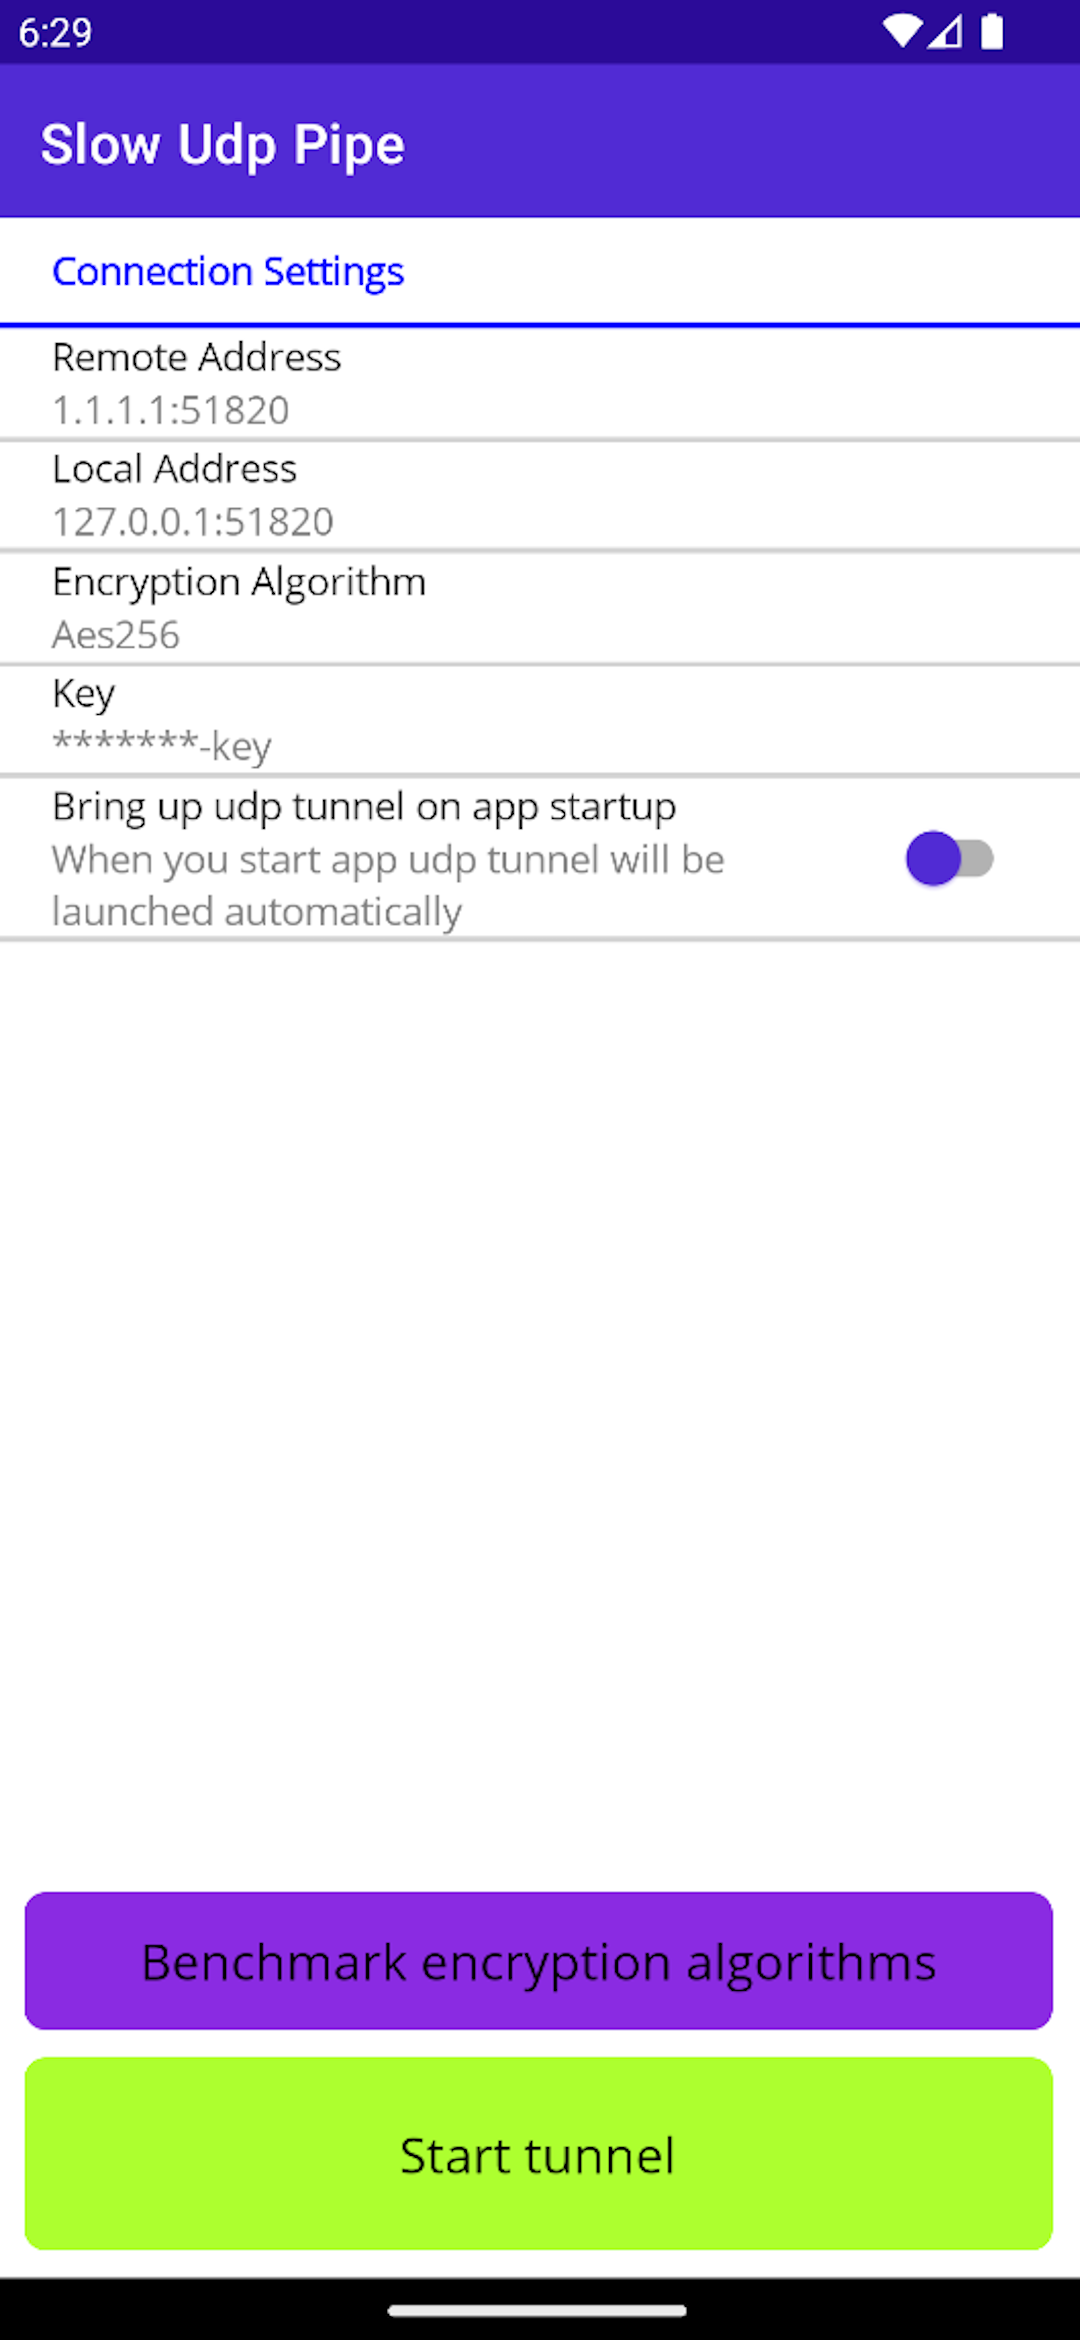 6:29
Slow Udp Pipe
Connection Settings
Remote Address
1.1.1.1:51820
Local Address
127.0.0.1:51820
Encryption Algorithm
Aes256
Key
*******-key
Bring up udp tunnel on app startup
When you start app udp tunnel will be
launched automatically
Benchmark encryption algorithms
Start tunnel